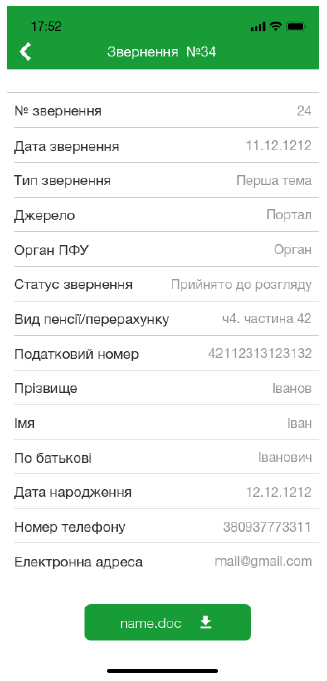 17:52
Звернення №34
№ звернення 24
Дата звернення 11.12.1212
Тип звернення Перша тема
Джерело Портал
Орган ПФУ Орган
Статус звернення Прийнято до розгляду
Вид пенсії/перерахунку ч4. частина 42
Податковий номер 42112313123132
Прізвище Іванов
Імя Іван
По батькові Іванович
Дата народження 12.12.1212
Номер телефону 380937773311
Електронна адреса mail@gmail.com
name.doc